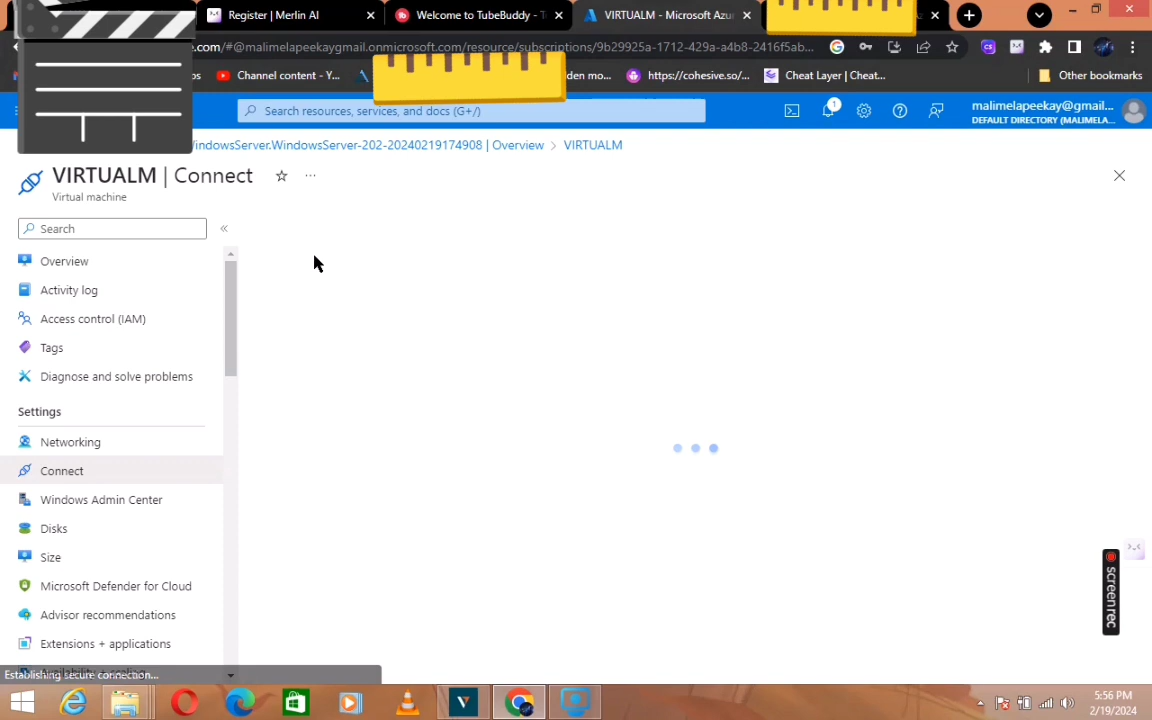 Register | Merlin AI
Welcome to TubeBuddy - T
VIRTUALM - Microsoft Azu
.com/#@malimelapeekaygmail.onmicrosoft.com/resource/subscriptions/9b29925a-1712-429a-a4b8-2416f5ab...
Channel content - Y...
den mo...
https://cohesive.so/...
Cheat Layer | Cheat...
Other bookmarks
Search resources, services, and docs (G+/)
1
malimelapeekay@gmail....
DEFAULT DIRECTORY (MALIMELA...
indowsServer.WindowsServer-202-20240219174908 | Overview > VIRTUALM
VIRTUALM | Connect
Virtual machine
Search
Overview
Activity log
Access control (IAM)
Tags
Diagnose and solve problems
Settings
Networking
Connect
Windows Admin Center
Disks
Size
Microsoft Defender for Cloud
Advisor recommendations
Extensions + applications
Establishing secure connection...
screenrec
5:56 PM
2/19/2024